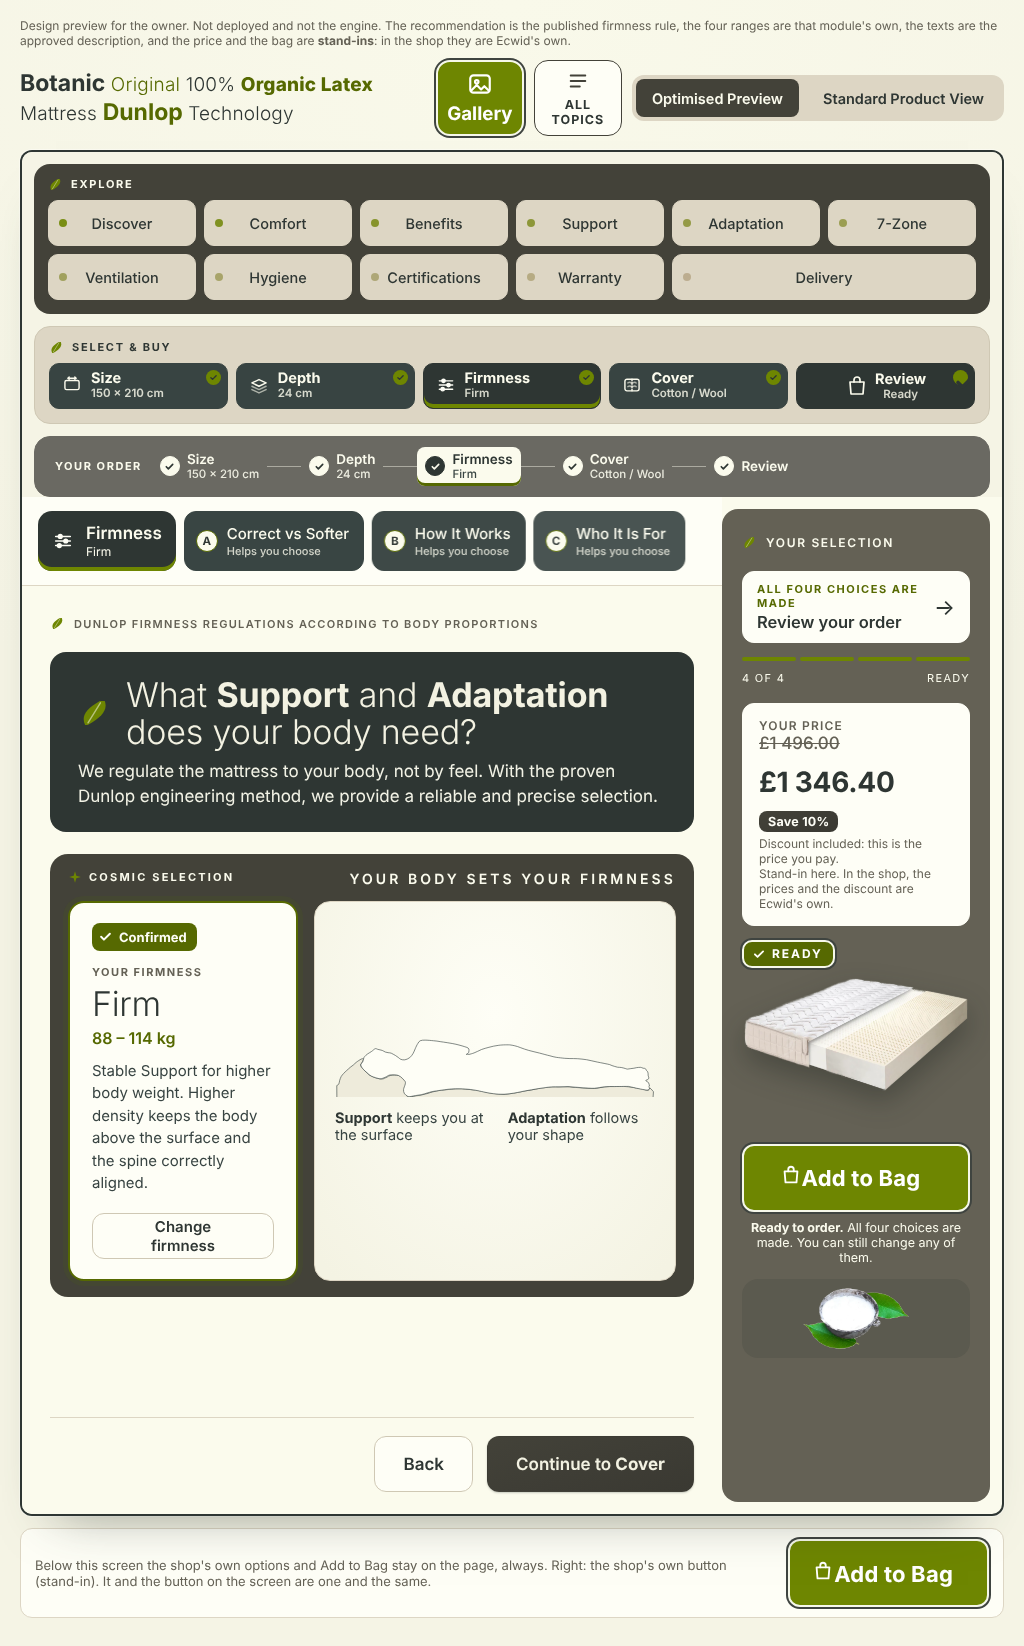 Design preview for the owner. Not deployed and not the engine. The recommendation is the published firmness rule, the four ranges are that module's own, the texts are the
approved description, and the price and the bag are stand-ins: in the shop they are Ecwid's own.
Botanic Original 100% Organic Latex
Mattress Dunlop Technology
Gallery
ALL
TOPICS
Optimised Preview
Standard Product View
EXPLORE
Discover
Comfort
Benefits
Support
Adaptation
7-Zone
Ventilation
Hygiene
Certifications
Warranty
Delivery
SELECT & BUY
Size
150 × 210 cm
Depth
24 cm
Firmness
Firm
Cover
Cotton / Wool
Review
Ready
YOUR ORDER
Size
150 × 210 cm
Depth
24 cm
Firmness
Firm
Cover
Cotton / Wool
Review
Firmness
Firm
A
Correct vs Softer
Helps you choose
B
How It Works
Helps you choose
C
Who It Is For
Helps you choose
DUNLOP FIRMNESS REGULATIONS ACCORDING TO BODY PROPORTIONS
What Support and Adaptation
does your body need?
We regulate the mattress to your body, not by feel. With the proven
Dunlop engineering method, we provide a reliable and precise selection.
COSMIC SELECTION
YOUR BODY SETS YOUR FIRMNESS
Confirmed
YOUR FIRMNESS
Firm
88 – 114 kg
Stable Support for higher
body weight. Higher
density keeps the body
above the surface and
the spine correctly
aligned.
Change
firmness
Support keeps you at
the surface
Adaptation follows
your shape
Back
Continue to Cover
YOUR SELECTION
ALL FOUR CHOICES ARE
MADE
Review your order
4 OF 4
READY
YOUR PRICE
£1 496.00
£1 346.40
Save 10%
Discount included: this is the
price you pay.
Stand-in here. In the shop, the
prices and the discount are
Ecwid's own.
READY
Add to Bag
Ready to order. All four choices are
made. You can still change any of
them.
Below this screen the shop's own options and Add to Bag stay on the page, always. Right: the shop's own button
(stand-in). It and the button on the screen are one and the same.
Add to Bag